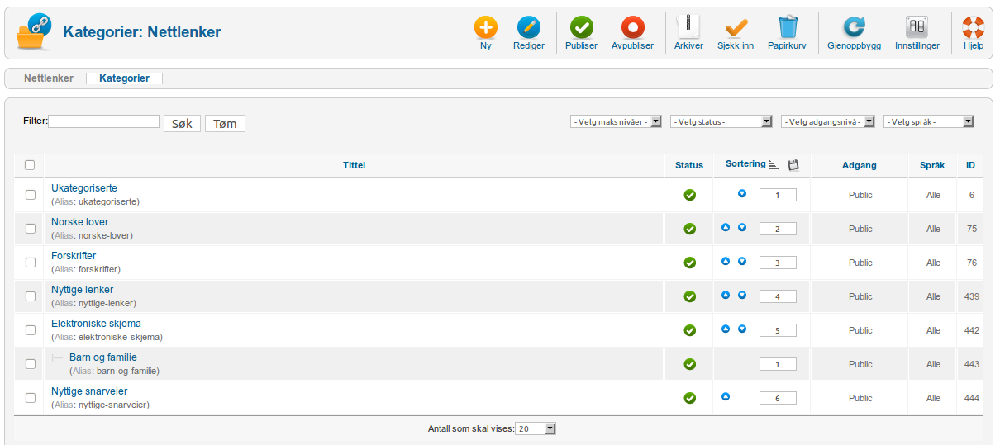 Kategorier: Nettlenker
Ny Rediger Publiser Avpubliser Arkiver Sjekk inn Papirkurv Gjenoppbygg Innstillinger Hjelp
Nettlenker Kategorier
Filter: Søk Tøm - Velg maks nivåer - - Velg status - - Velg adgangsnivå - - Velg språk -
Tittel Status Sortering Adgang Språk ID
Ukategoriserte
(Alias: ukategoriserte) 1 Public Alle 6
Norske lover
(Alias: norske-lover) 2 Public Alle 75
Forskrifter
(Alias: forskrifter) 3 Public Alle 76
Nyttige lenker
(Alias: nyttige-lenker) 4 Public Alle 439
Elektroniske skjema
(Alias: elektroniske-skjema) 5 Public Alle 442
Barn og familie
(Alias: barn-og-familie) 1 Public Alle 443
Nyttige snarveier
(Alias: nyttige-snarveier) 6 Public Alle 444
Antall som skal vises: 20